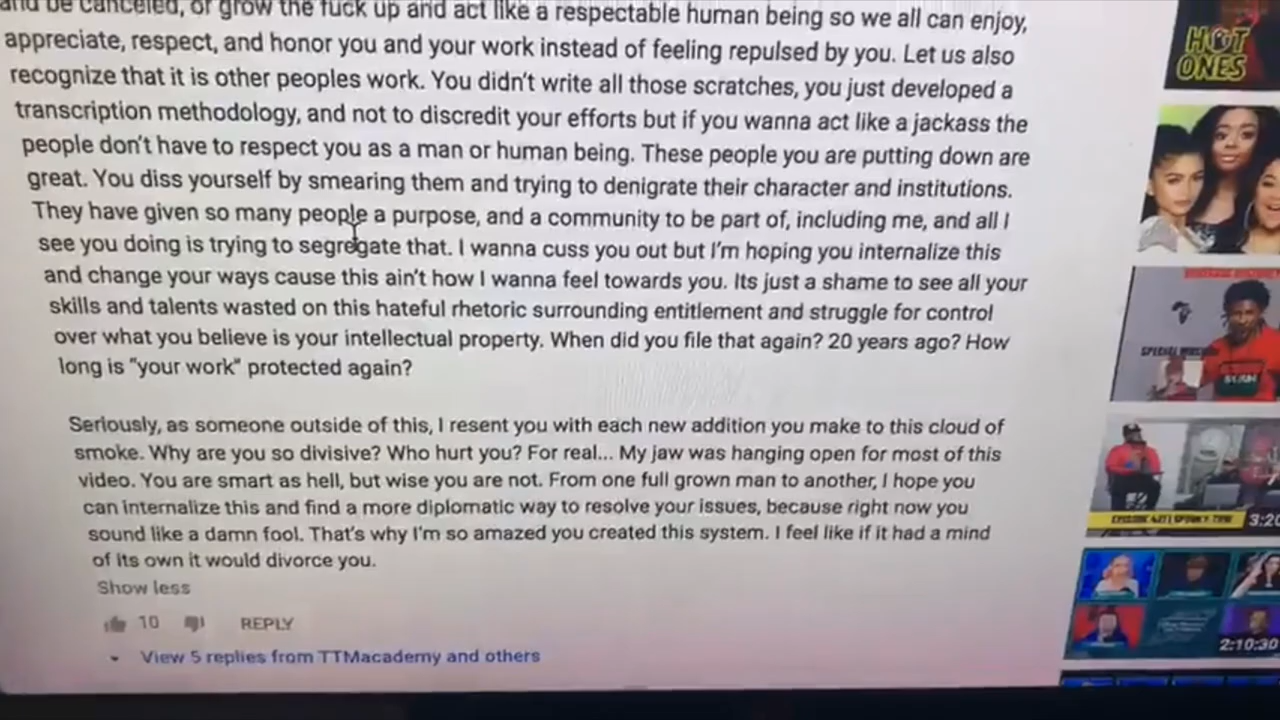 and be canceled, or grow the fuck up and act like a respectable human being so we all can enjoy,
appreciate, respect, and honor you and your work instead of feeling repulsed by you. Let us also
recognize that it is other peoples work. You didn't write all those scratches, you just developed a
transcription methodology, and not to discredit your efforts but if you wanna act like a jackass the
people don't have to respect you as a man or human being. These people you are putting down are
great. You diss yourself by smearing them and trying to denigrate their character and institutions.
They have given so many people a purpose, and a community to be part of, including me, and all I
see you doing is trying to segregate that. I wanna cuss you out but I'm hoping you internalize this
and change your ways cause this ain't how I wanna feel towards you. Its just a shame to see all your
skills and talents wasted on this hateful rhetoric surrounding entitlement and struggle for control
over what you believe is your intellectual property. When did you file that again? 20 years ago? How
long is "your work" protected again?
Seriously, as someone outside of this, I resent you with each new addition you make to this cloud of
smoke. Why are you so divisive? Who hurt you? For real... My jaw was hanging open for most of this
video. You are smart as hell, but wise you are not. From one full grown man to another, I hope you
can internalize this and find a more diplomatic way to resolve your issues, because right now you
sound like a damn fool. That's why I'm so amazed you created this system. I feel like if it had a mind
of its own it would divorce you.
Show less
10 REPLY
View 5 replies from TTMacademy and others
HOT
ONES
SPECIAL
3:20
2:10:30